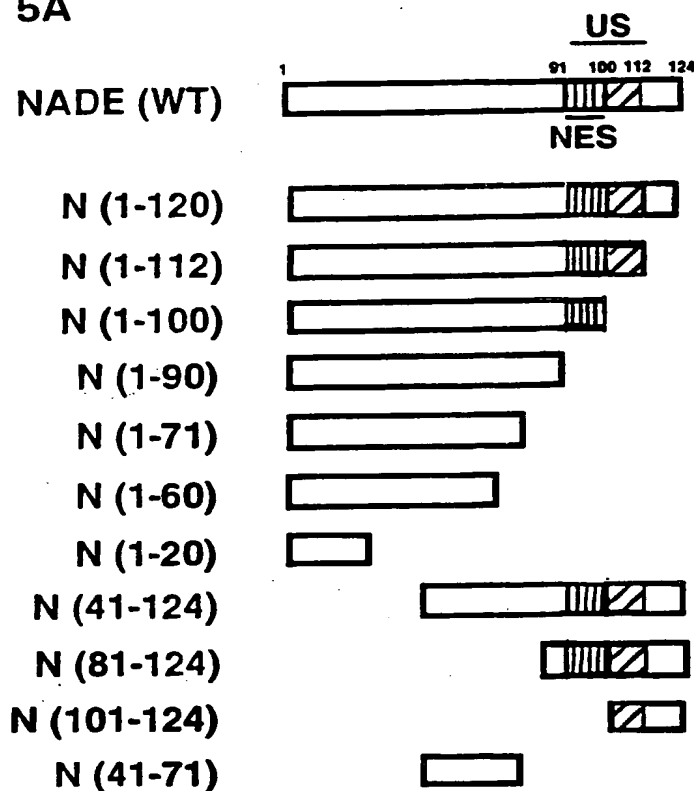 5A
US
1 91 100 112 124
NADE (WT)
NES
N (1-120)
N (1-112)
N (1-100)
N (1-90)
N (1-71)
N (1-60)
N (1-20)
N (41-124)
N (81-124)
N (101-124)
N (41-71)